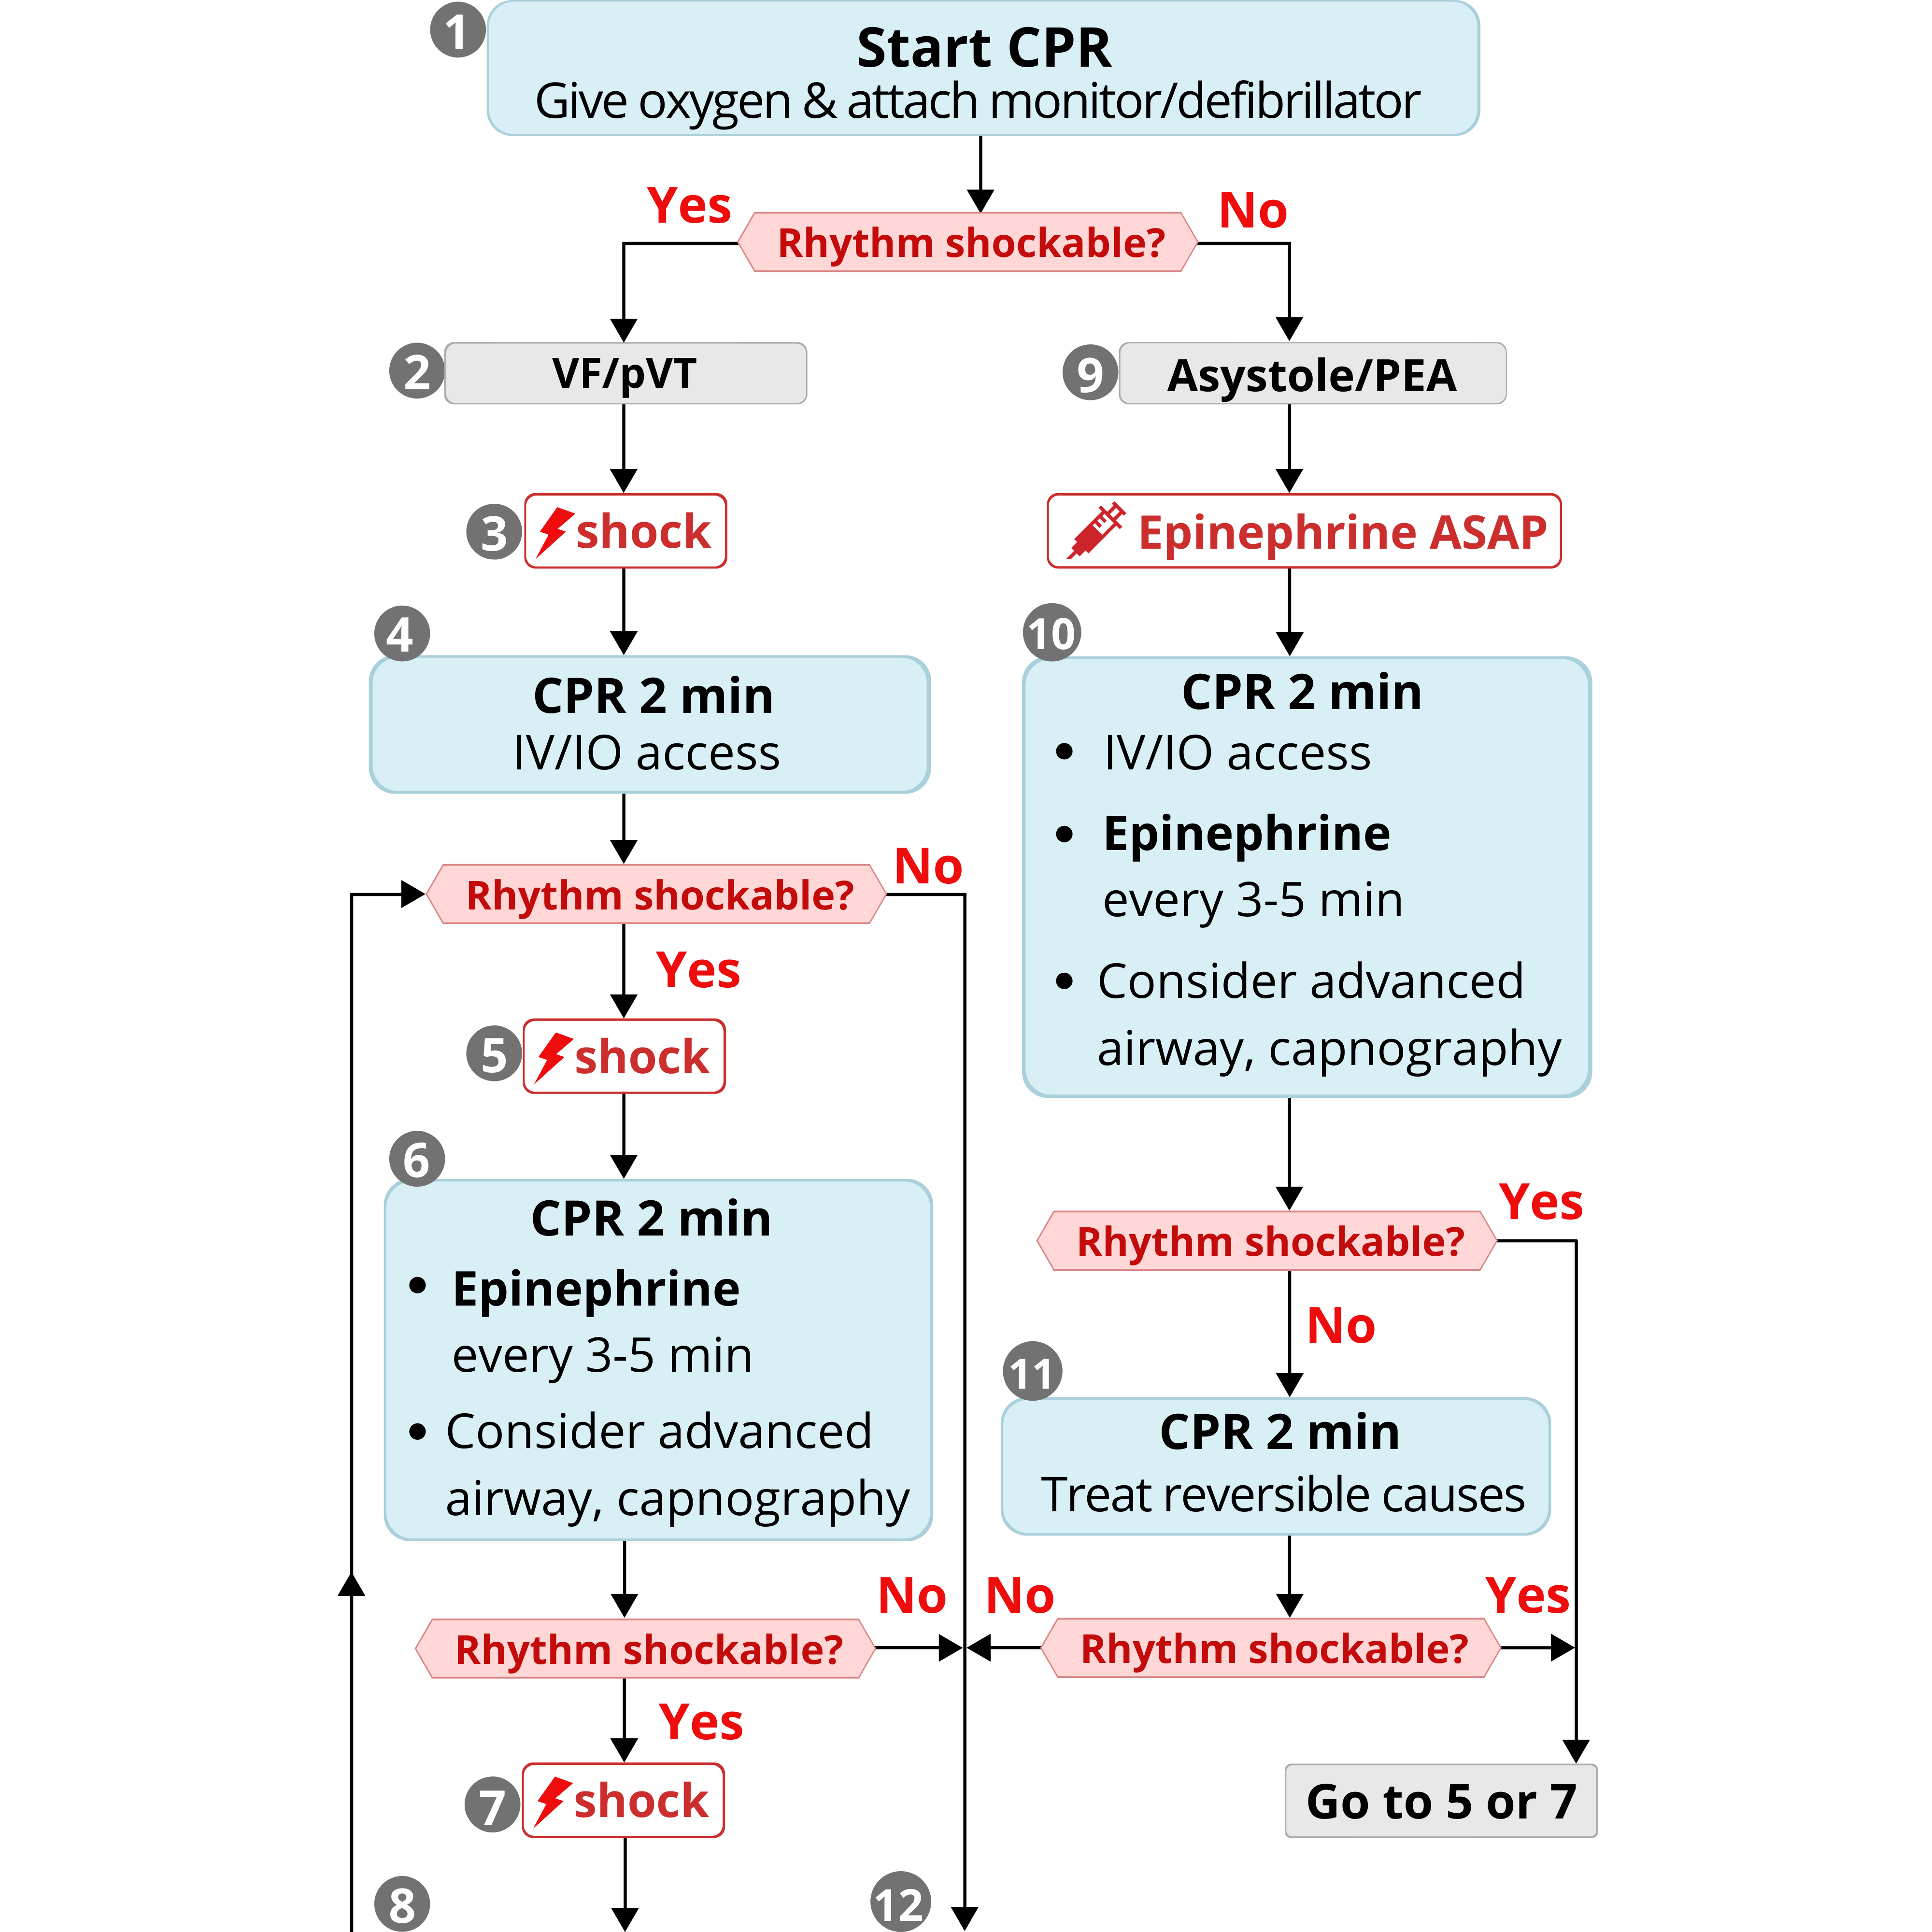 1
Start CPR
Give oxygen & attach monitor/defibrillator
Yes
No
Rhythm shockable?
2
VF/pVT
9
Asystole/PEA
3
shock
Epinephrine ASAP
4
CPR 2 min
IV/IO access
10
CPR 2 min
• IV/IO access
• Epinephrine
every 3-5 min
• Consider advanced
airway, capnography
Rhythm shockable?
No
Yes
5
shock
6
CPR 2 min
• Epinephrine
every 3-5 min
• Consider advanced
airway, capnography
Rhythm shockable?
Yes
No
11
CPR 2 min
Treat reversible causes
No
No
Yes
Rhythm shockable?
Rhythm shockable?
Yes
7
shock
Go to 5 or 7
8
12